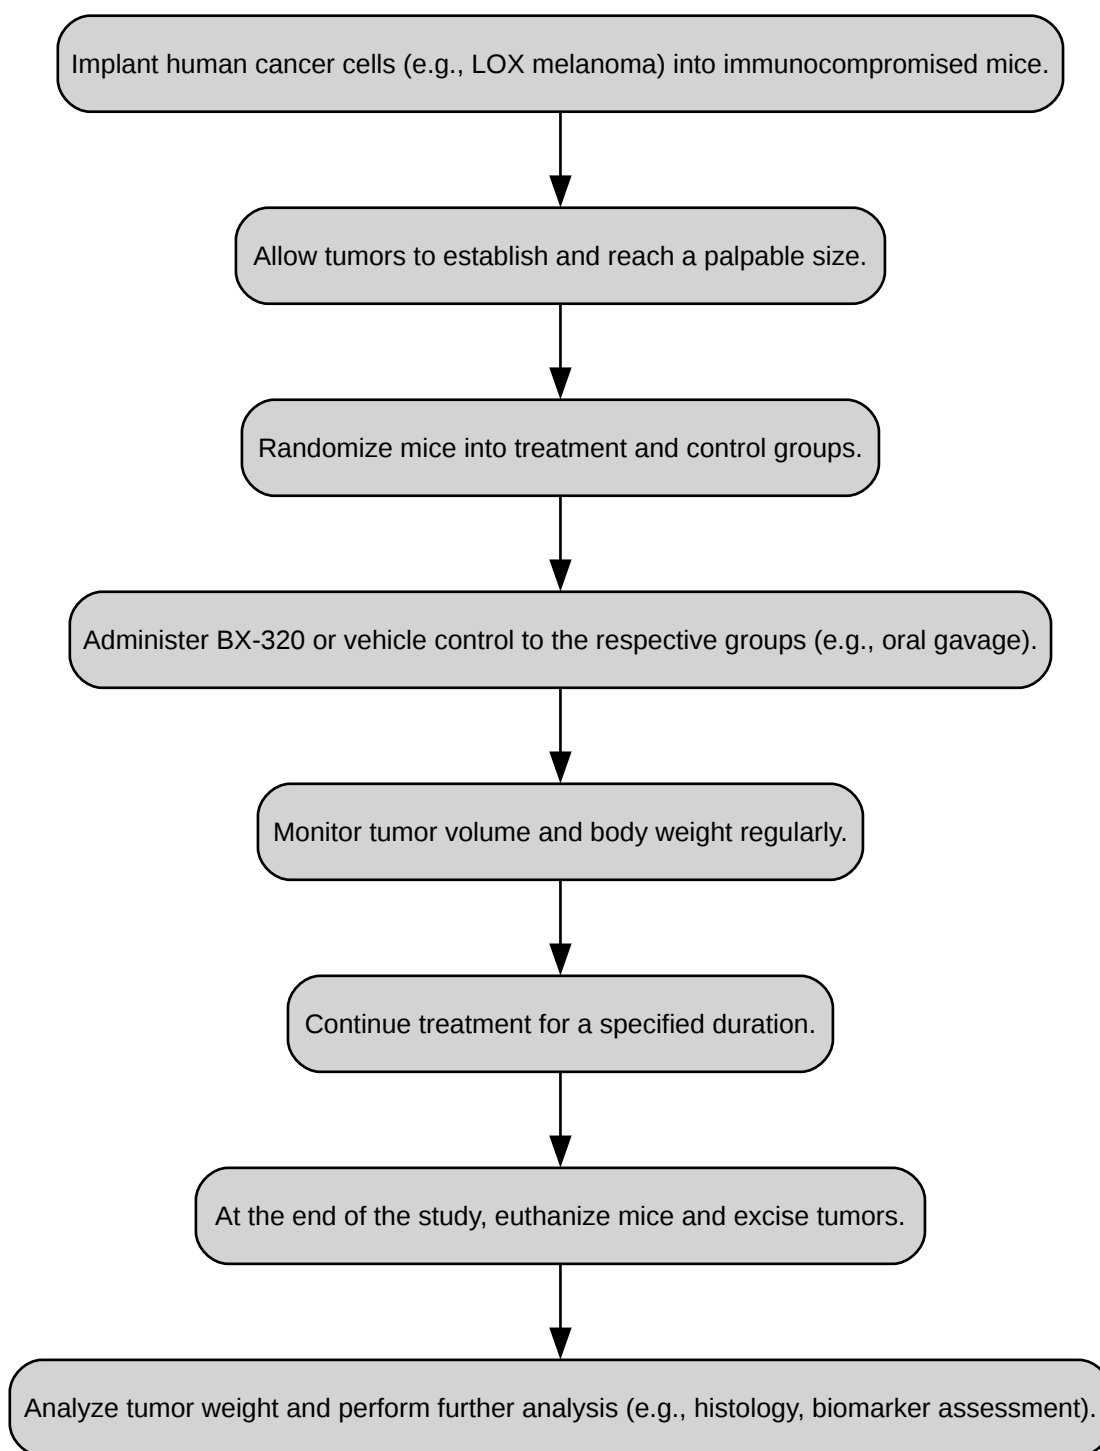 Implant human cancer cells (e.g., LOX melanoma) into immunocompromised mice.
Allow tumors to establish and reach a palpable size.
Randomize mice into treatment and control groups.
Administer BX-320 or vehicle control to the respective groups (e.g., oral gavage).
Monitor tumor volume and body weight regularly.
Continue treatment for a specified duration.
At the end of the study, euthanize mice and excise tumors.
Analyze tumor weight and perform further analysis (e.g., histology, biomarker assessment).